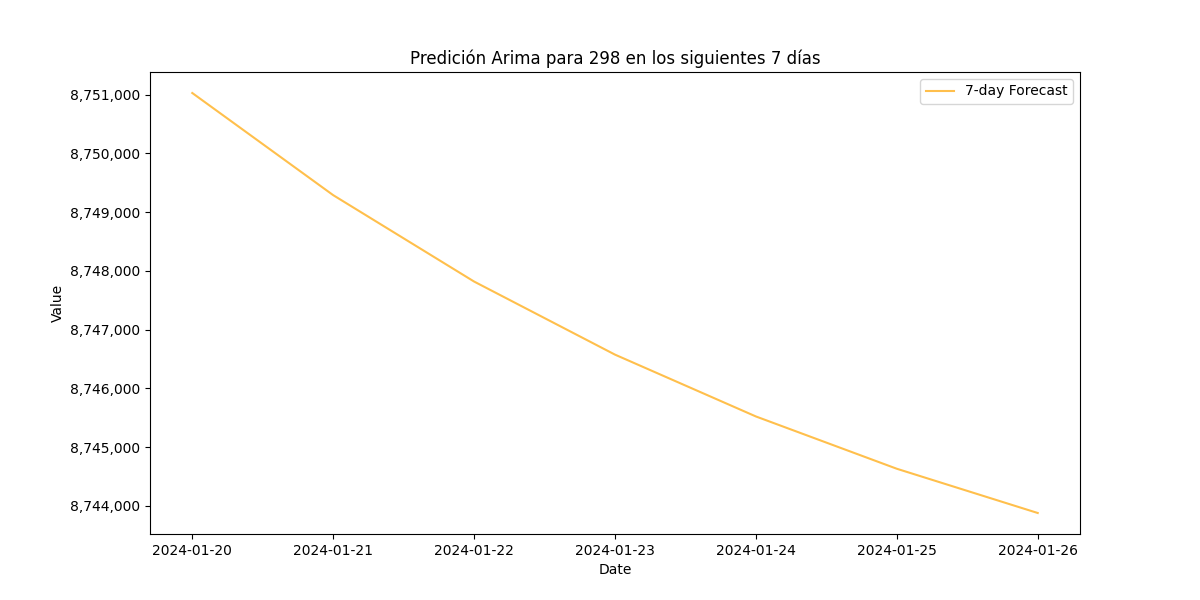 Predición Arima para 298 en los siguientes 7 días
7-day Forecast
Value
8,751,000
8,750,000
8,749,000
8,748,000
8,747,000
8,746,000
8,745,000
8,744,000
2024-01-20 2024-01-21 2024-01-22 2024-01-23 2024-01-24 2024-01-25 2024-01-26
Date